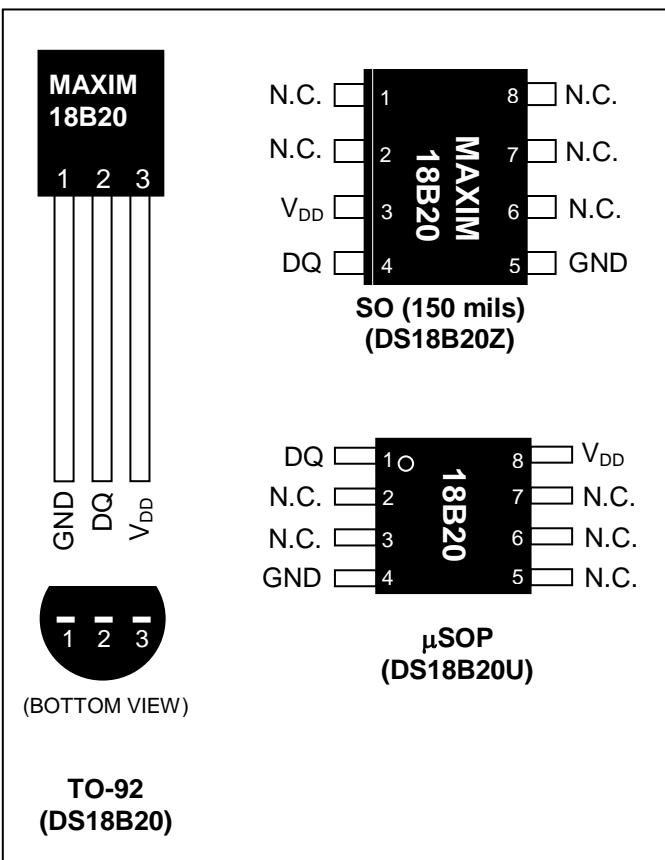 MAXIM
18B20
1 2 3
GND DQ VDD
1 2 3
(BOTTOM VIEW)
TO-92
(DS18B20)
N.C. 1 8 N.C.
N.C. 2 7 N.C.
VDD 3 6 N.C.
DQ 4 5 GND
MAXIM
18B20
SO (150 mils)
(DS18B20Z)
DQ 1 8 VDD
N.C. 2 7 N.C.
N.C. 3 6 N.C.
GND 4 5 N.C.
18B20
µSOP
(DS18B20U)